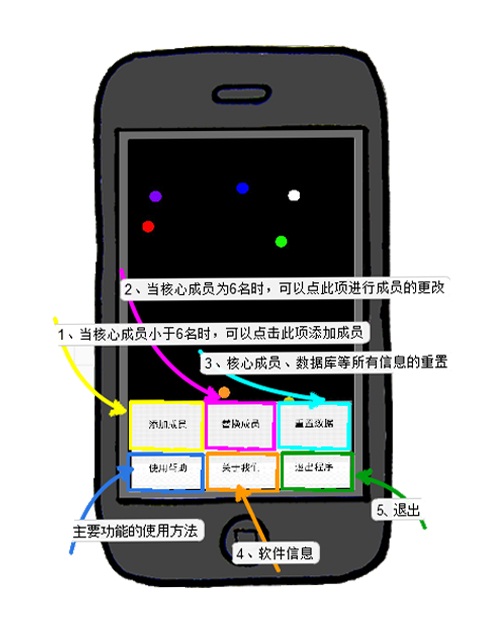 2、当核心成员为6名时，可以点此项进行成员的更改
1、当核心成员小于6名时，可以点击此项添加成员
3、核心成员、数据库等所有信息的重置
添加成员 替换成员 重置数据
使用帮助 关于我们 退出程序
主要功能的使用方法
5、退出
4、软件信息